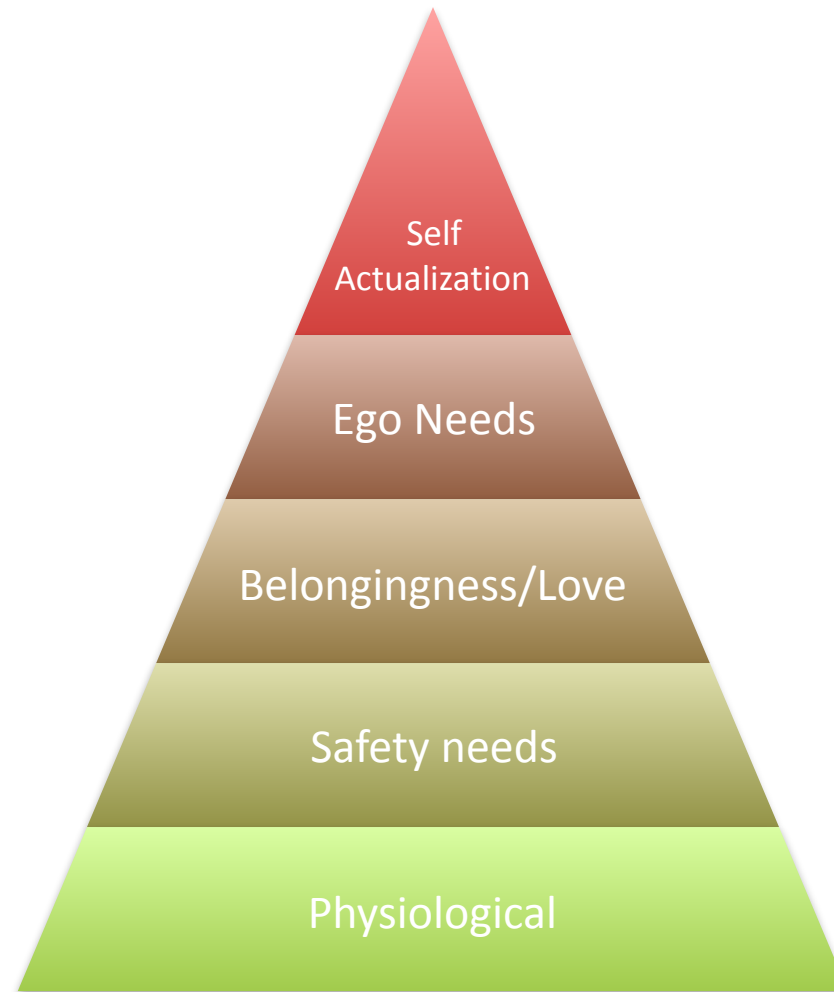 Self
Actualization
Ego Needs
Belongingness/Love
Safety needs
Physiological